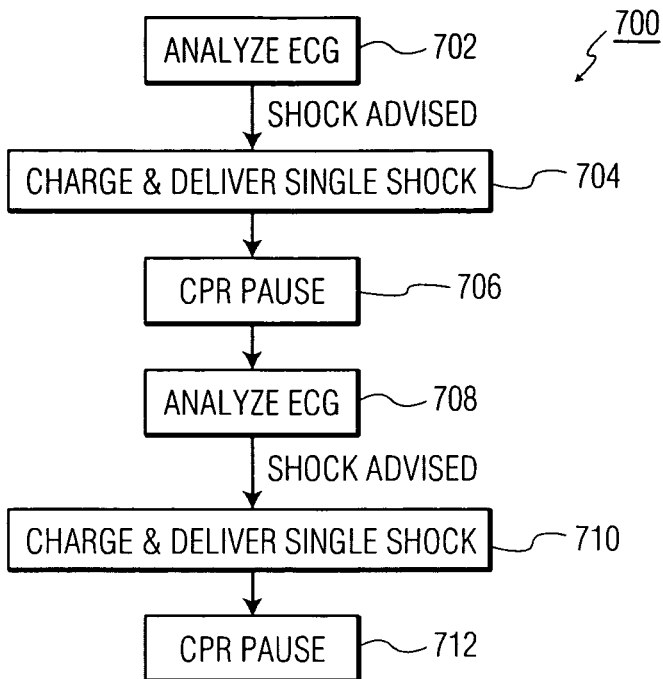 700
ANALYZE ECG 702
SHOCK ADVISED
CHARGE & DELIVER SINGLE SHOCK 704
CPR PAUSE 706
ANALYZE ECG 708
SHOCK ADVISED
CHARGE & DELIVER SINGLE SHOCK 710
CPR PAUSE 712